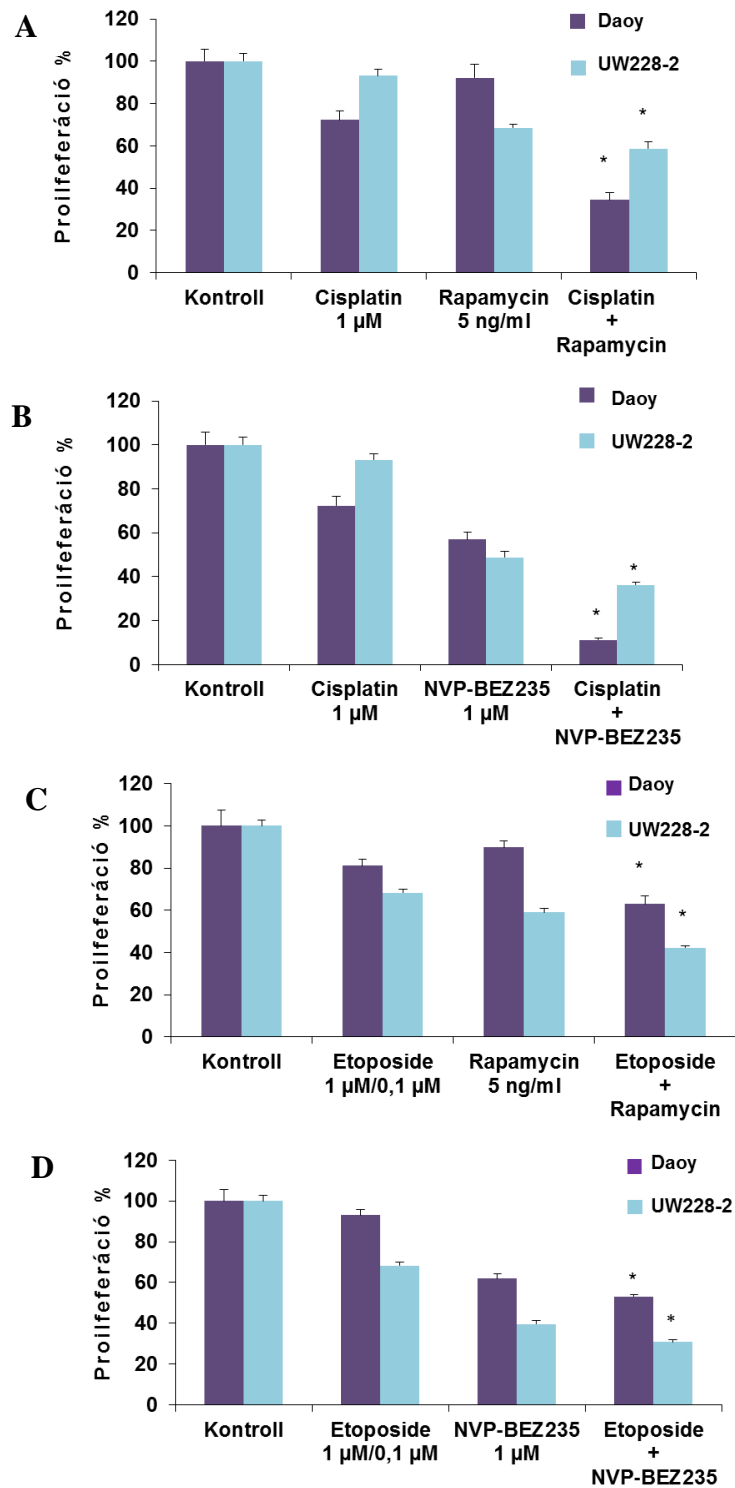 A
Proilfeferáció %
120
100
80
60
40
20
0
Daoy
UW228-2
*
*
Kontroll
Cisplatin
1 µM
Rapamycin
5 ng/ml
Cisplatin
+
Rapamycin
B
Proilfeferáció %
120
100
80
60
40
20
0
Daoy
UW228-2
*
*
Kontroll
Cisplatin
1 µM
NVP-BEZ235
1 µM
Cisplatin
+
NVP-BEZ235
C
Proilfeferáció %
120
100
80
60
40
20
0
Daoy
UW228-2
*
*
Kontroll
Etoposide
1 µM/0,1 µM
Rapamycin
5 ng/ml
Etoposide
+
Rapamycin
D
Proilfeferáció %
120
100
80
60
40
20
0
Daoy
UW228-2
*
*
Kontroll
Etoposide
1 µM/0,1 µM
NVP-BEZ235
1 µM
Etoposide
+
NVP-BEZ235